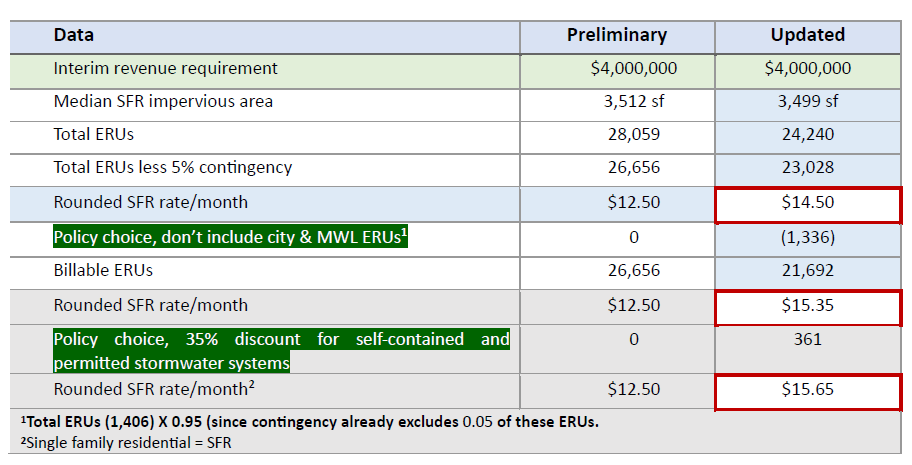 Data Preliminary Updated
Interim revenue requirement $4,000,000 $4,000,000
Median SFR impervious area 3,512 sf 3,499 sf
Total ERUs 28,059 24,240
Total ERUs less 5% contingency 26,656 23,028
Rounded SFR rate/month $12.50 $14.50
Policy choice, don’t include city & MWL ERUs¹ 0 (1,336)
Billable ERUs 26,656 21,692
Rounded SFR rate/month $12.50 $15.35
Policy choice, 35% discount for self-contained and 0 361
permitted stormwater systems
Rounded SFR rate/month² $12.50 $15.65
¹Total ERUs (1,406) X 0.95 (since contingency already excludes 0.05 of these ERUs.
²Single family residential = SFR